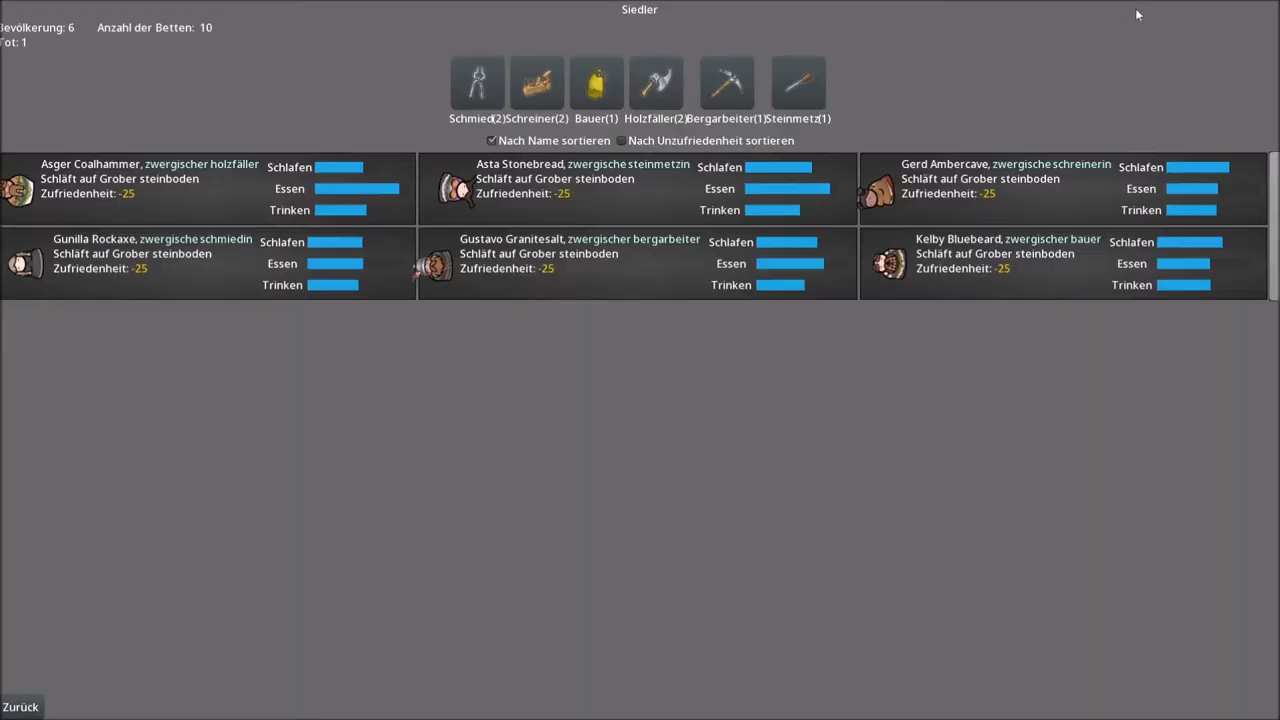 Siedler
Bevölkerung: 6 Anzahl der Betten: 10
Tot: 1
Schmied(2) Schreiner(2) Bauer(1) Holzfäller(2) Bergarbeiter(1) Steinmetz(1)
Nach Name sortieren Nach Unzufriedenheit sortieren
Asger Coalhammer, zwergischer holzfäller
Schläft auf Grober steinboden
Zufriedenheit: -25
Schlafen
Essen
Trinken
Asta Stonebread, zwergische steinmetzin
Schläft auf Grober steinboden
Zufriedenheit: -25
Schlafen
Essen
Trinken
Gerd Ambercave, zwergische schreinerin
Schläft auf Grober steinboden
Zufriedenheit: -25
Schlafen
Essen
Trinken
Gunilla Rockaxe, zwergische schmiedin
Schläft auf Grober steinboden
Zufriedenheit: -25
Schlafen
Essen
Trinken
Gustavo Granitesalt, zwergischer bergarbeiter
Schläft auf Grober steinboden
Zufriedenheit: -25
Schlafen
Essen
Trinken
Kelby Bluebeard, zwergischer bauer
Schläft auf Grober steinboden
Zufriedenheit: -25
Schlafen
Essen
Trinken
Zurück